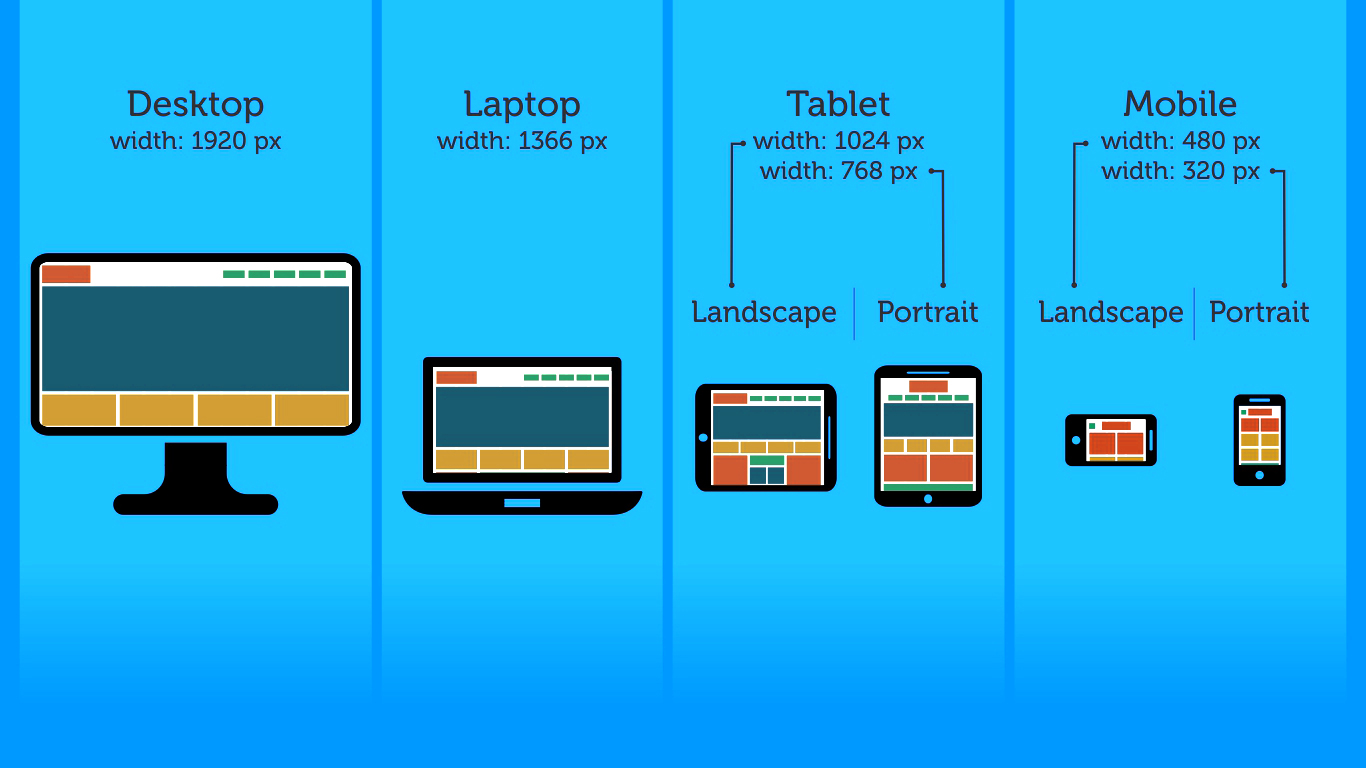 Desktop
width: 1920 px
Laptop
width: 1366 px
Tablet
width: 1024 px
width: 768 px
Landscape
Portrait
Mobile
width: 480 px
width: 320 px
Landscape
Portrait